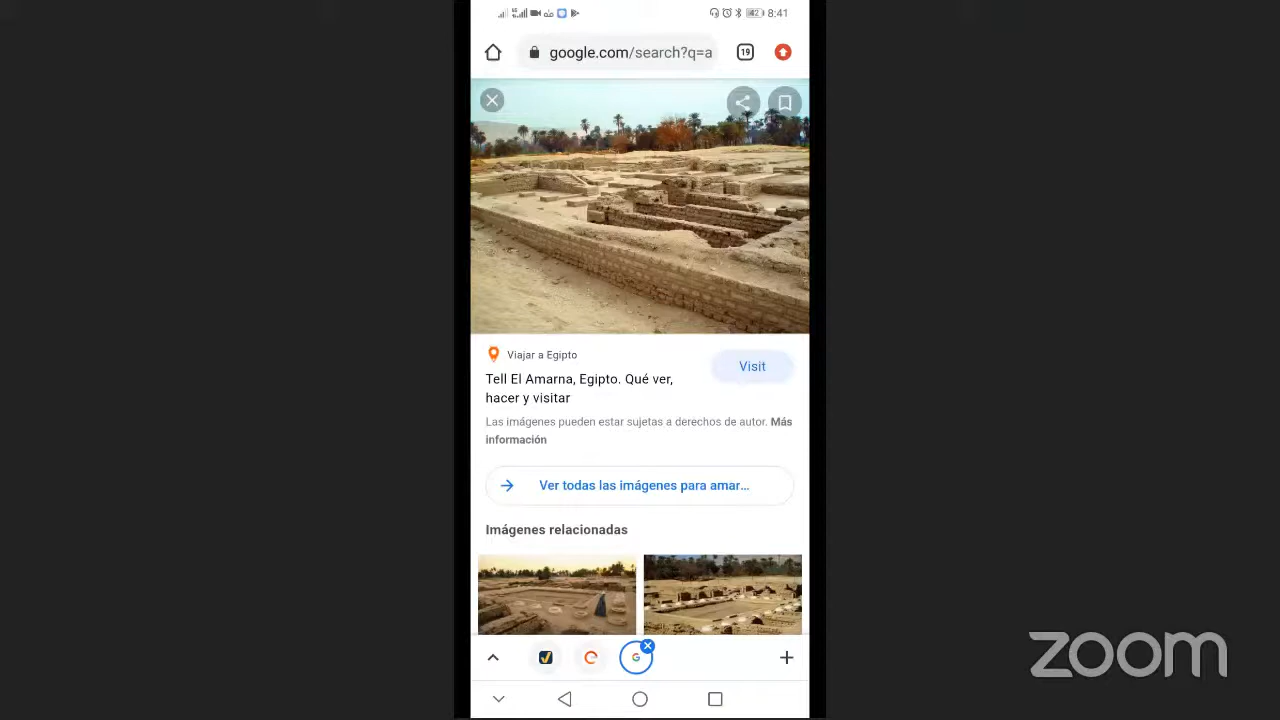 42
8:41
google.com/search?q=a
19
Viajar a Egipto
Visit
Tell El Amarna, Egipto. Qué ver,
hacer y visitar
Las imágenes pueden estar sujetas a derechos de autor. Más
información
Ver todas las imágenes para amar...
Imágenes relacionadas
G
zoom